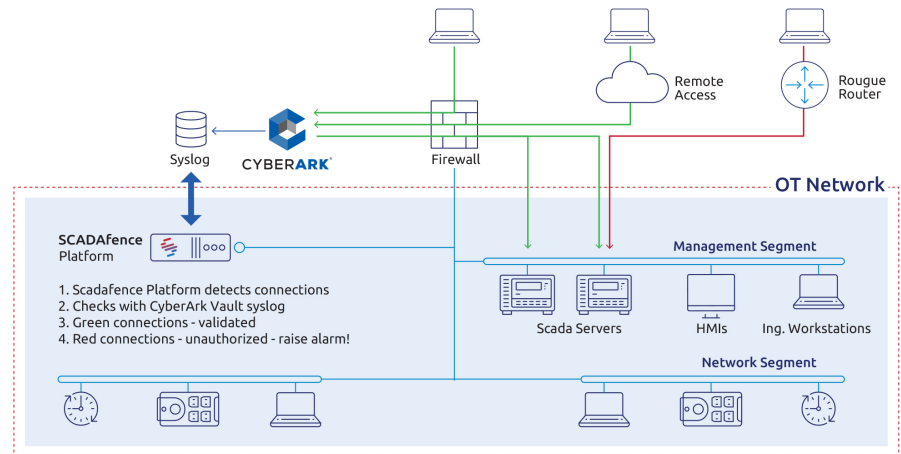 Remote
Access
Rougue
Router
Syslog
CYBERARK®
Firewall
OT Network
SCADAfence
Platform
Management Segment
1. Scadafence Platform detects connections
2. Checks with CyberArk Vault syslog
3. Green connections - validated
4. Red connections - unauthorized - raise alarm!
Scada Servers
HMIs
Ing. Workstations
Network Segment